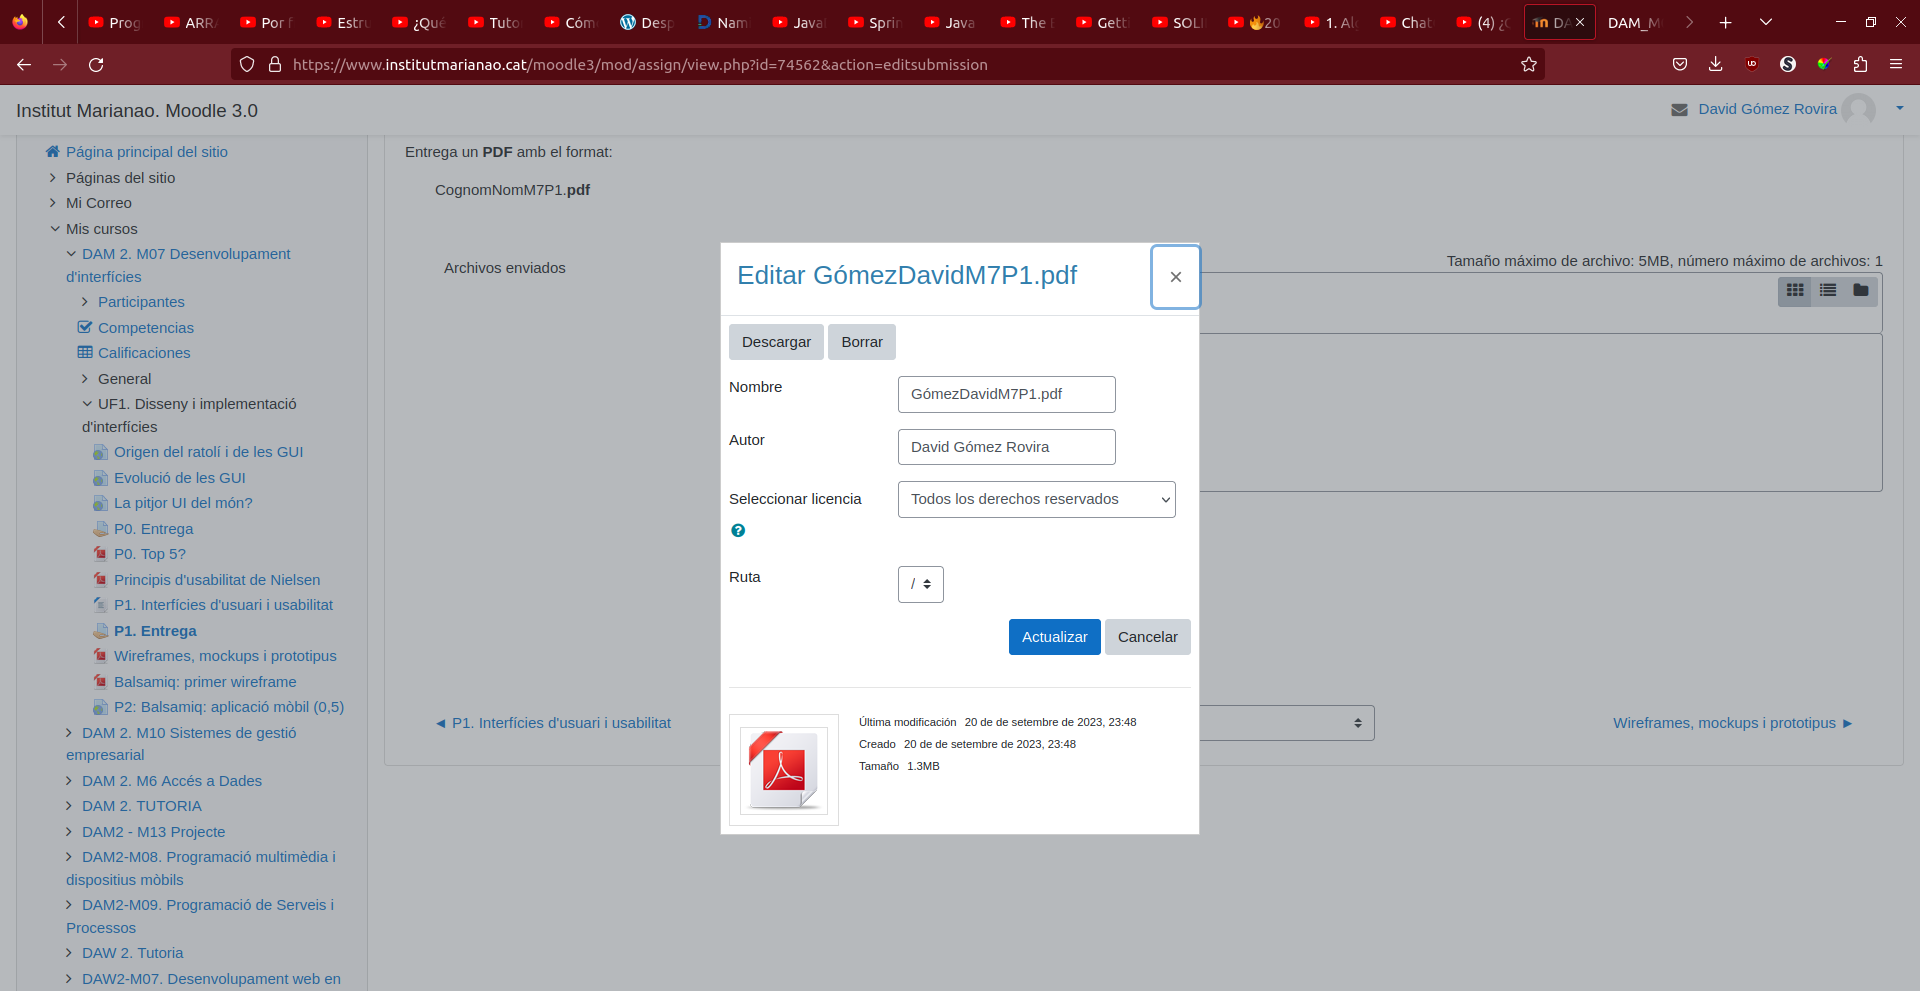 Prog
ARRA
Por f
Estru
¿Qué
Tuto
Cóm
Desp
Nami
Java
Sprin
Java
The B
Getti
SOLI
20
1. Alg
Chat
(4) ¿C
DA
DAM_M
https://www.institutmarianao.cat/moodle3/mod/assign/view.php?id=74562&action=editsubmission
Institut Marianao. Moodle 3.0
David Gómez Rovira
Página principal del sitio
Páginas del sitio
Mi Correo
Mis cursos
DAM 2. M07 Desenvolupament
d'interfícies
Participantes
Competencias
Calificaciones
General
UF1. Disseny i implementació
d'interfícies
Origen del ratolí i de les GUI
Evolució de les GUI
La pitjor UI del món?
P0. Entrega
P0. Top 5?
Principis d'usabilitat de Nielsen
P1. Interfícies d'usuari i usabilitat
P1. Entrega
Wireframes, mockups i prototipus
Balsamiq: primer wireframe
P2: Balsamiq: aplicació mòbil (0,5)
DAM 2. M10 Sistemes de gestió
empresarial
DAM 2. M6 Accés a Dades
DAM 2. TUTORIA
DAM2 - M13 Projecte
DAM2-M08. Programació multimèdia i
dispositius mòbils
DAM2-M09. Programació de Serveis i
Processos
DAW 2. Tutoria
DAW2-M07. Desenvolupament web en
Entrega un PDF amb el format:
CognomNomM7P1.pdf
Archivos enviados
Tamaño máximo de archivo: 5MB, número máximo de archivos: 1
Editar GómezDavidM7P1.pdf
×
Descargar
Borrar
Nombre
GómezDavidM7P1.pdf
Autor
David Gómez Rovira
Seleccionar licencia
Todos los derechos reservados
Ruta
/
Actualizar
Cancelar
Última modificación 20 de de setembre de 2023, 23:48
Creado 20 de de setembre de 2023, 23:48
Tamaño 1.3MB
◄ P1. Interfícies d'usuari i usabilitat
Wireframes, mockups i prototipus ►